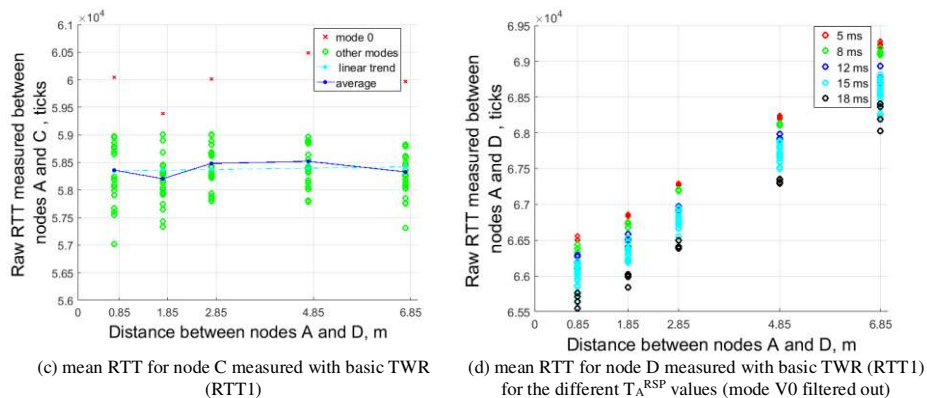 ×10⁴
6.1
6.05
6
5.95
5.9
5.85
5.8
5.75
5.7
5.65
5.6
0
0.85
1.85
2.85
4.85
6.85
Raw RTT measured between
nodes A and C , ticks
Distance between nodes A and D, m
mode 0
other modes
linear trend
average
(c) mean RTT for node C measured with basic TWR
(RTT1)
×10⁴
6.95
6.9
6.85
6.8
6.75
6.7
6.65
6.6
6.55
0
0.85
1.85
2.85
4.85
6.85
Raw RTT measured between
nodes A and D , ticks
Distance between nodes A and D, m
5 ms
8 ms
12 ms
15 ms
18 ms
(d) mean RTT for node D measured with basic TWR (RTT1)
for the different T_A^RSP values (mode V0 filtered out)